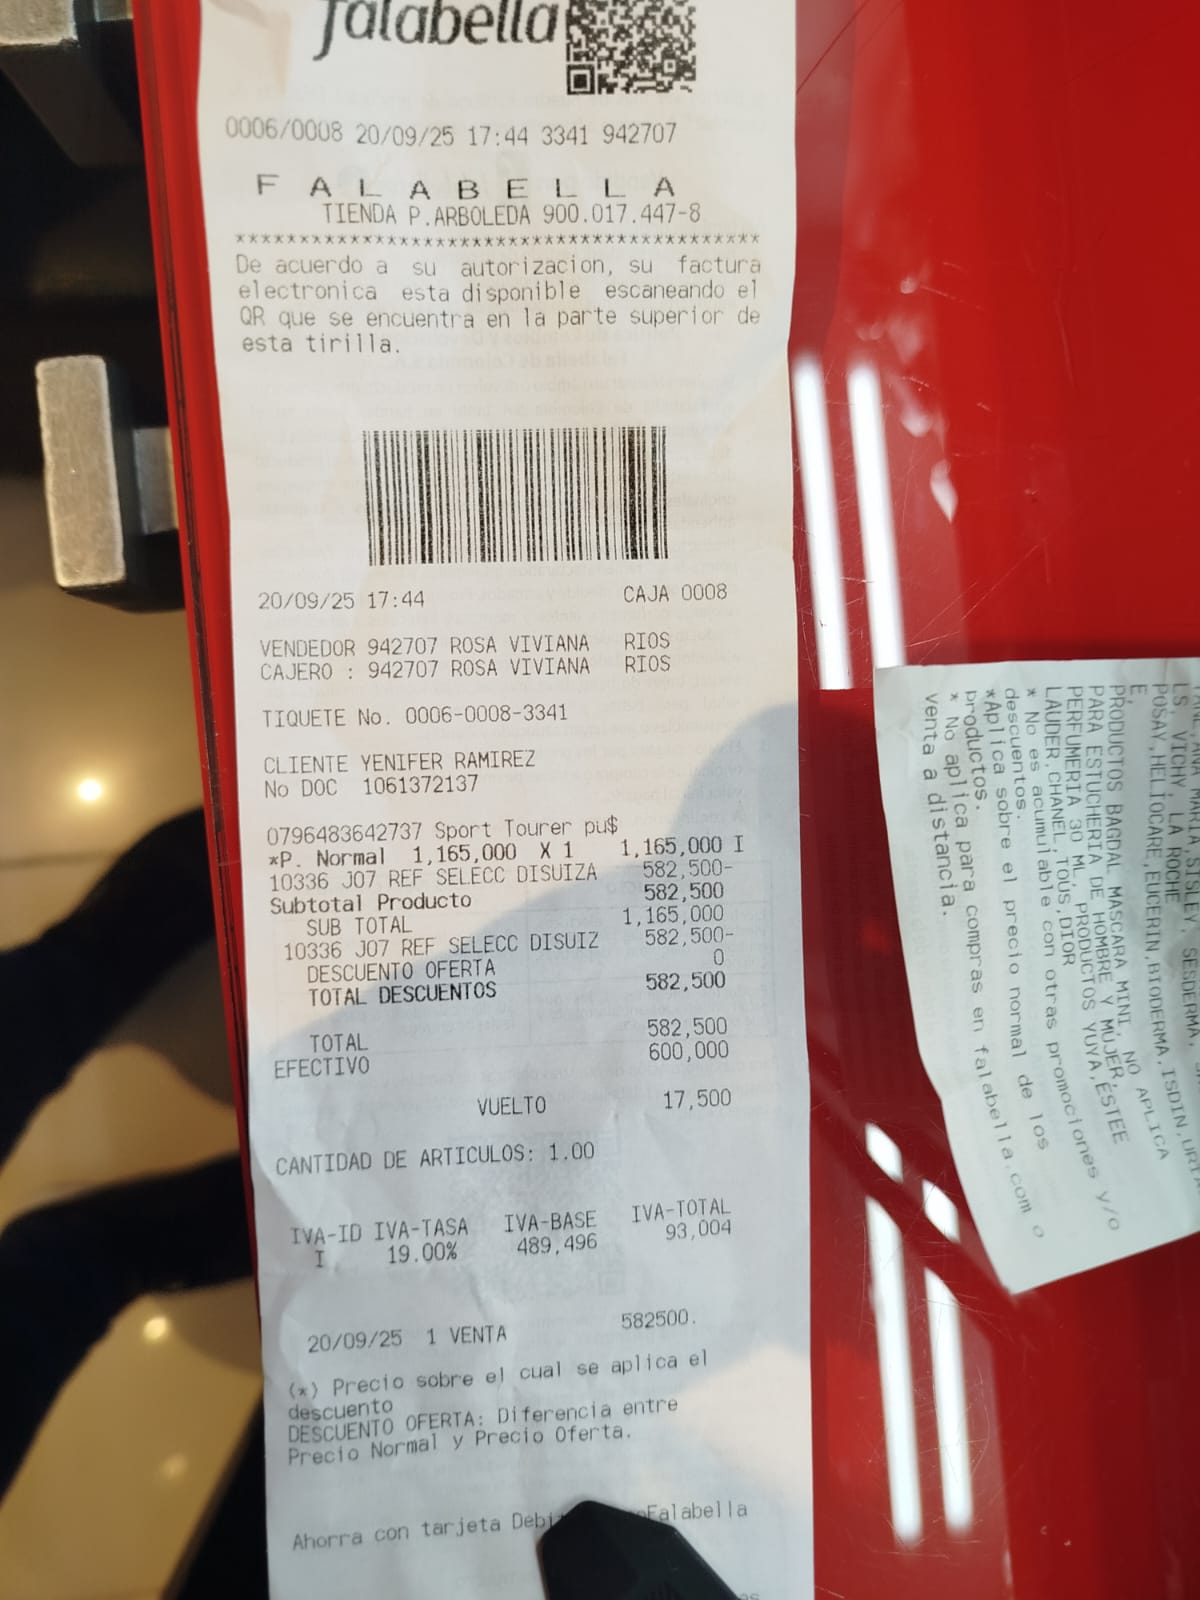 falabella
0006/0008 20/09/25 17:44 3341 942707
F A L A B E L L A
TIENDA P.ARBOLEDA 900.017.447-8
*****************************************
De acuerdo a su autorizacion, su factura
electronica esta disponible escaneando el
QR que se encuentra en la parte superior de
esta tirilla.
20/09/25 17:44 CAJA 0008
VENDEDOR 942707 ROSA VIVIANA RIOS
CAJERO : 942707 ROSA VIVIANA RIOS
TIQUETE No. 0006-0008-3341
CLIENTE YENIFER RAMIREZ
No DOC 1061372137
0796483642737 Sport Tourer pu$
*P. Normal 1,165,000 X 1 1,165,000 I
10336 J07 REF SELECC DISUIZA 582,500-
Subtotal Producto 582,500
SUB TOTAL 1,165,000
10336 J07 REF SELECC DISUIZ 582,500-
DESCUENTO OFERTA 0
TOTAL DESCUENTOS 582,500
TOTAL 582,500
EFECTIVO 600,000
VUELTO 17,500
CANTIDAD DE ARTICULOS: 1.00
IVA-ID IVA-TASA IVA-BASE IVA-TOTAL
I 19.00% 489,496 93,004
20/09/25 1 VENTA 582500.
(*) Precio sobre el cual se aplica el
descuento
DESCUENTO OFERTA: Diferencia entre
Precio Normal y Precio Oferta.
Ahorra con tarjeta Falabella
MARIA, SISLEY, SESDERMA,
LS, VICHY, LA ROCHE
POSAY,HELIOCARE,EUCERIN,BIODERMA,ISDIN,
E,
PRODUCTOS BAGDAL MASCARA MINI, NO APLICA
PARA ESTUCHERIA DE HOMBRE Y MUJER,ESTEE
PERFUMERIA 30 ML, PRODUCTOS YUYA, Y/O
LAUDER,CHANEL,TOUS,DIOR
* No es acumulable con otras promociones y/o
descuentos.
*Aplica sobre el precio normal de los
productos.
* No aplica para compras en falabella.com o
venta a distancia.